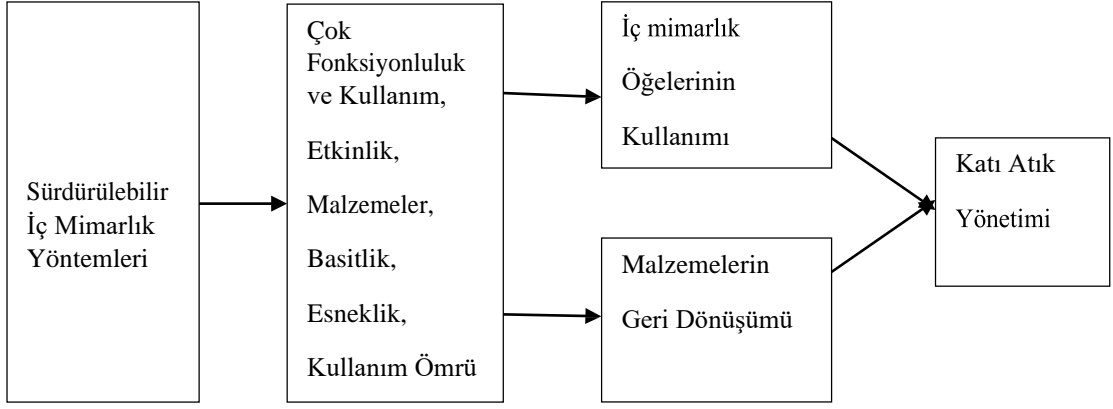 Sürdürülebilir
İç Mimarlık
Yöntemleri
Çok
Fonksiyonluluk
ve Kullanım,
Etkinlik,
Malzemeler,
Basitlik,
Esneklik,
Kullanım Ömrü
İç mimarlık
Öğelerinin
Kullanımı
Malzemelerin
Geri Dönüşümü
Katı Atık
Yönetimi